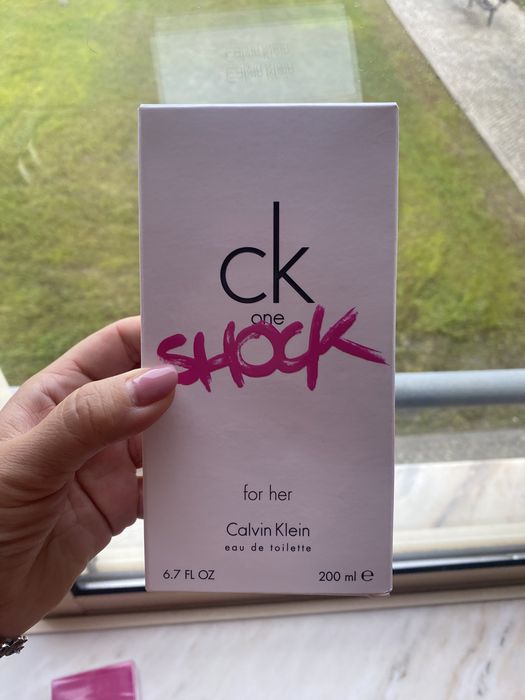 ck
one
SHOCK
for her
Calvin Klein
eau de toilette
6.7 FL OZ 200 ml ℮